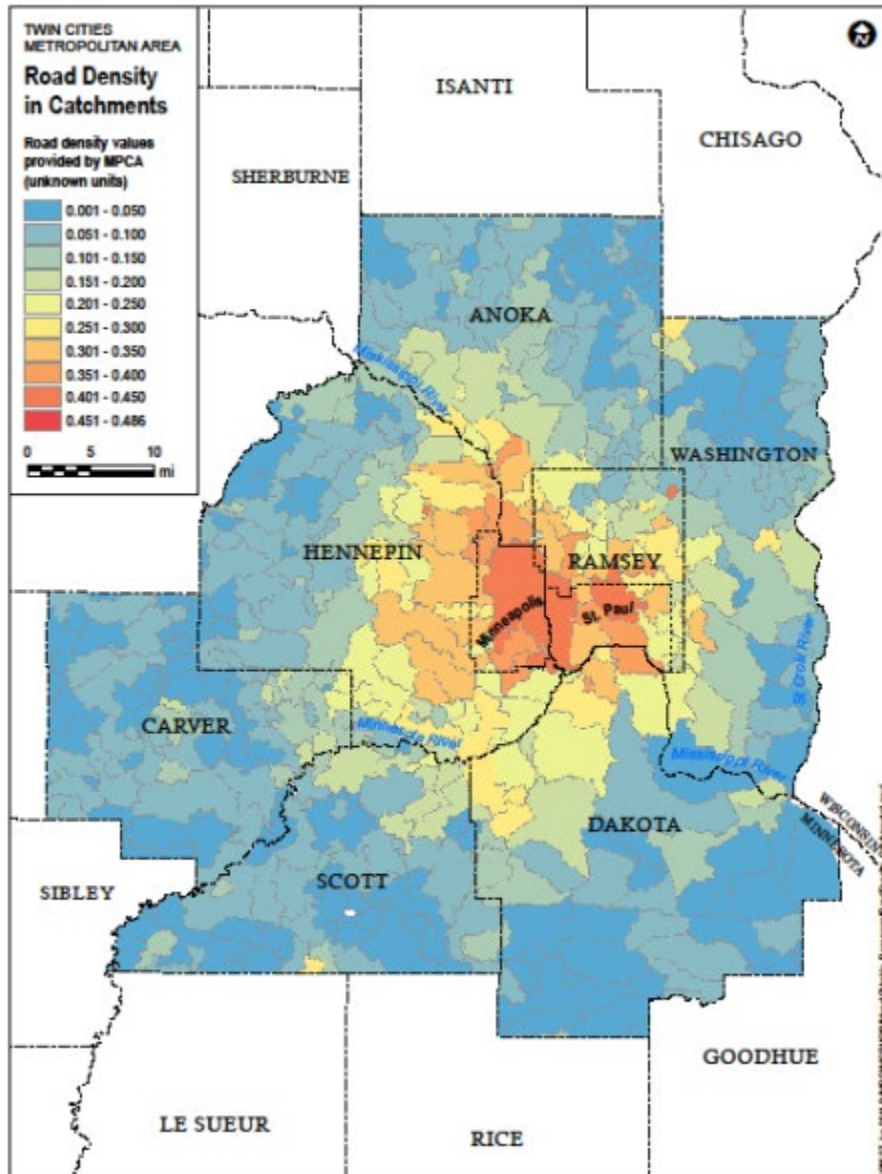 TWIN CITIES
METROPOLITAN AREA
Road Density
in Catchments
Road density values
provided by MPCA
(unknown units)
0.001 - 0.050
0.051 - 0.100
0.101 - 0.150
0.151 - 0.200
0.201 - 0.250
0.251 - 0.300
0.301 - 0.350
0.351 - 0.400
0.401 - 0.450
0.451 - 0.486
0 5 10
mi
N
ISANTI
CHISAGO
SHERBURNE
ANOKA
Mississippi River
WASHINGTON
HENNEPIN
RAMSEY
Minneapolis
St. Paul
St Croix River
CARVER
Minnesota River
Mississippi River
WISCONSIN
MINNESOTA
DAKOTA
SCOTT
SIBLEY
GOODHUE
LE SUEUR
RICE